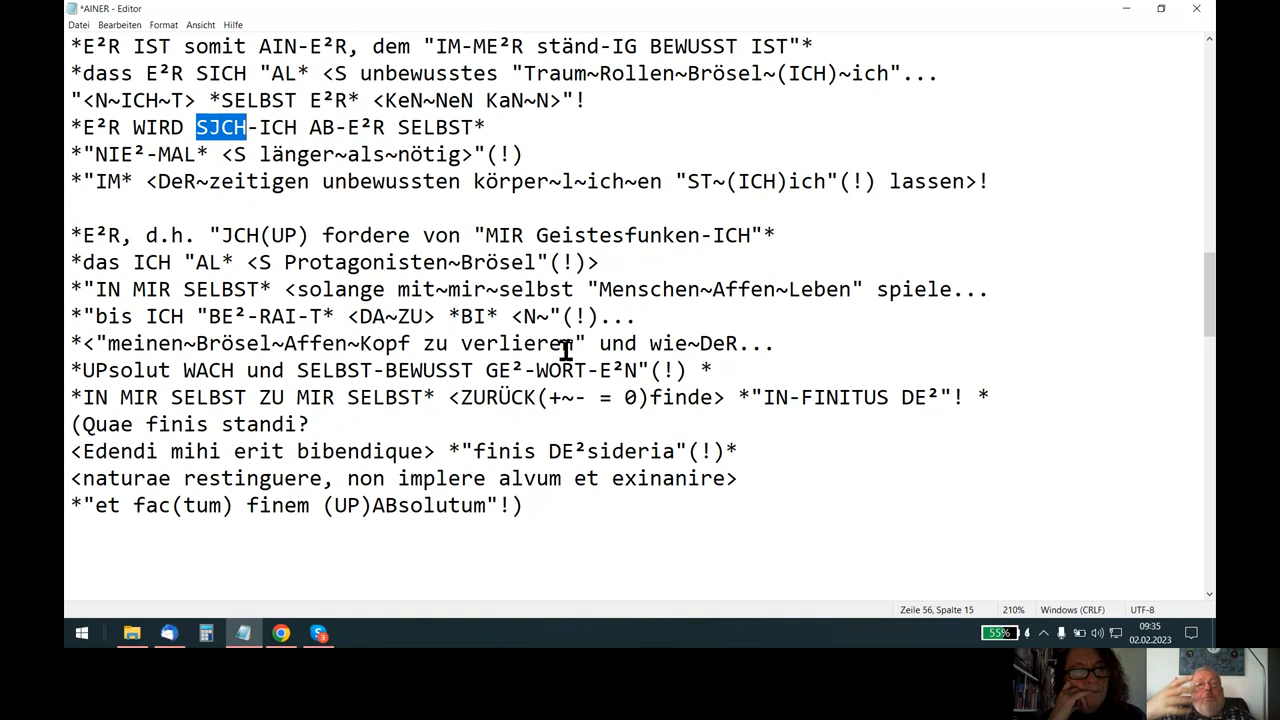 *AINER - Editor
Datei Bearbeiten Format Ansicht Hilfe
*E²R IST somit AIN-E²R, dem "IM-ME²R ständ-IG BEWUSST IST"*
*dass E²R SICH "AL* <S unbewusstes "Traum~Rollen~Brösel~(ICH)~ich"...
"<N~ICH~T> *SELBST E²R* <KeN~NeN KaN~N>"!
*E²R WIRD SJCH-ICH AB-E²R SELBST*
*"NIE²-MAL* <S länger~als~nötig>"(!)
*"IM* <DeR~zeitigen unbewussten körper~l~ich~en "ST~(ICH)ich"(!) lassen>!
*E²R, d.h. "JCH(UP) fordere von "MIR Geistesfunken-ICH"*
*das ICH "AL* <S Protagonisten~Brösel"(!)>
*"IN MIR SELBST* <solange mit~mir~selbst "Menschen~Affen~Leben" spiele...
*"bis ICH "BE²-RAI-T* <DA~ZU> *BI* <N~"(!)...
*<"meinen~Brösel~Affen~Kopf zu verlieren" und wie~DeR...
*UPsolut WACH und SELBST-BEWUSST GE²-WORT-E²N"(!) *
*IN MIR SELBST ZU MIR SELBST* <ZURÜCK(+~- = 0)finde> *"IN-FINITUS DE²"! *
(Quae finis standi?
<Edendi mihi erit bibendique> *"finis DE²sideria"(!)*
<naturae restinguere, non implere alvum et exinanire>
*"et fac(tum) finem (UP)ABsolutum"!)
Zeile 56, Spalte 15 210% Windows (CRLF) UTF-8
55% 3 09:35
02.02.2023